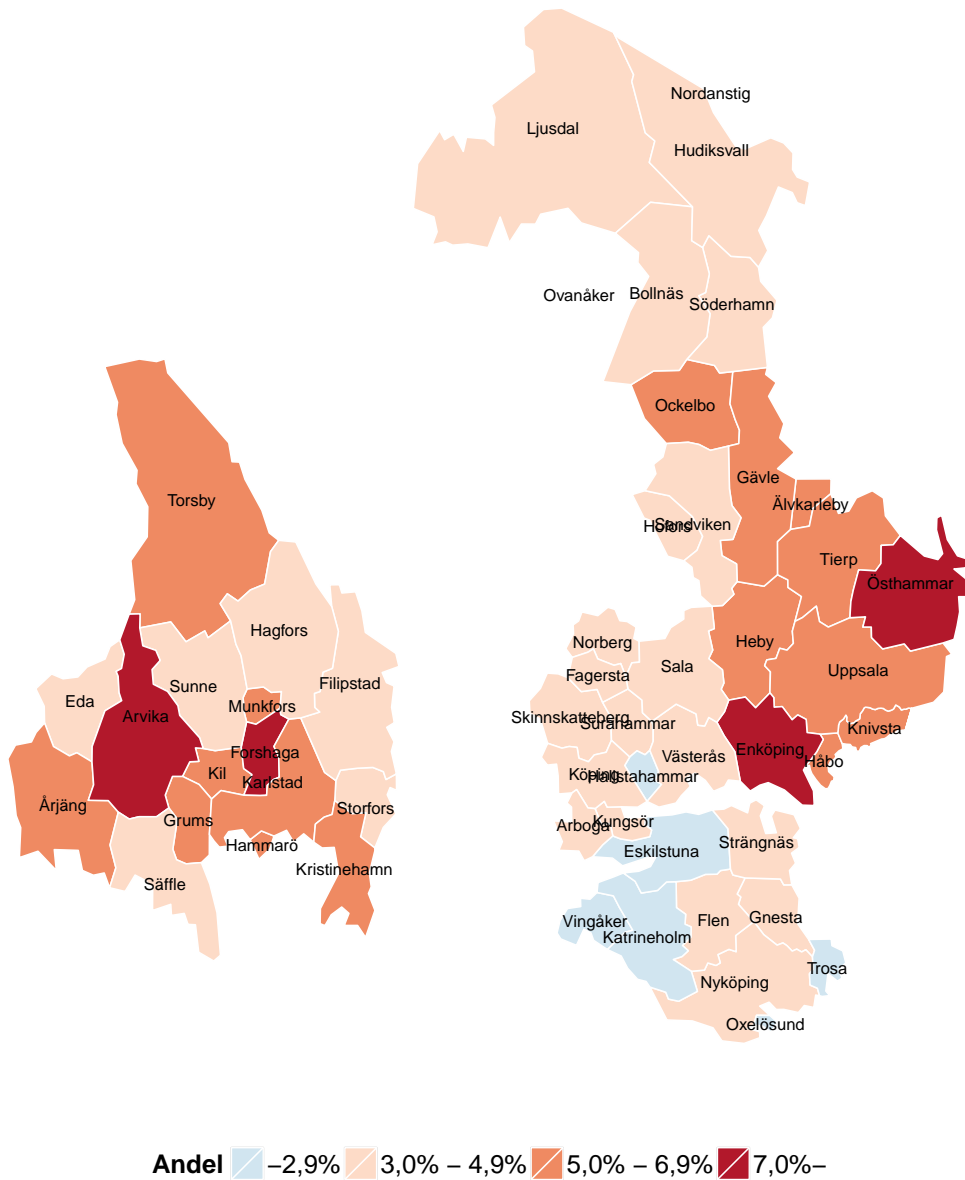 Nordanstig
Ljusdal
Hudiksvall
Ovanåker
Bollnäs
Söderhamn
Ockelbo
Gävle
Torsby
Älvkarleby
Hofors
Sandviken
Tierp
Östhammar
Hagfors
Norberg
Heby
Sala
Uppsala
Fagersta
Filipstad
Sunne
Eda
Munkfors
Arvika
Skinnskatteberg
Surahammar
Knivsta
Forshaga
Enköping
Västerås
Håbo
Kil
Köping
Hallstahammar
Karlstad
Årjäng
Storfors
Grums
Kungsör
Arboga
Hammarö
Strängnäs
Eskilstuna
Kristinehamn
Säffle
Gnesta
Vingåker
Flen
Katrineholm
Trosa
Nyköping
Oxelösund
Andel –2,9% 3,0% – 4,9% 5,0% – 6,9% 7,0%–